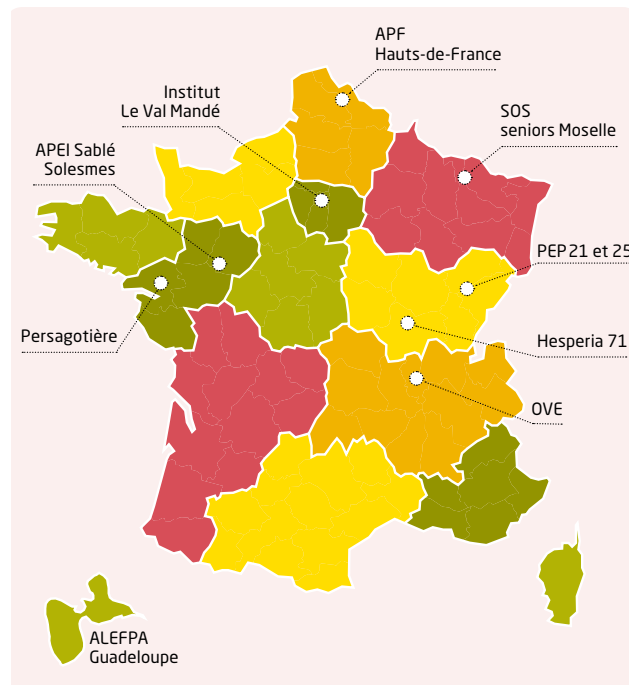 APF
Hauts-de-France
Institut
Le Val Mandé
SOS
seniors Moselle
APEI Sablé
Solesmes
PEP 21 et 25
Persagotière
Hesperia 71
OVE
ALEFPA
Guadeloupe